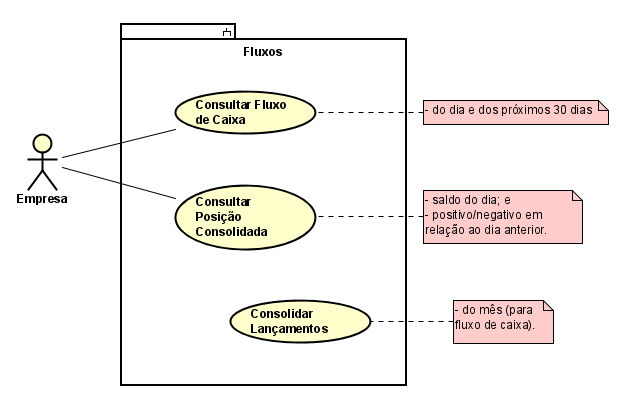 Fluxos
Consultar Fluxo
de Caixa
- do dia e dos próximos 30 dias
Empresa
Consultar
Posição
Consolidada
- saldo do dia; e
- positivo/negativo em
relação ao dia anterior.
Consolidar
Lançamentos
- do mês (para
fluxo de caixa).